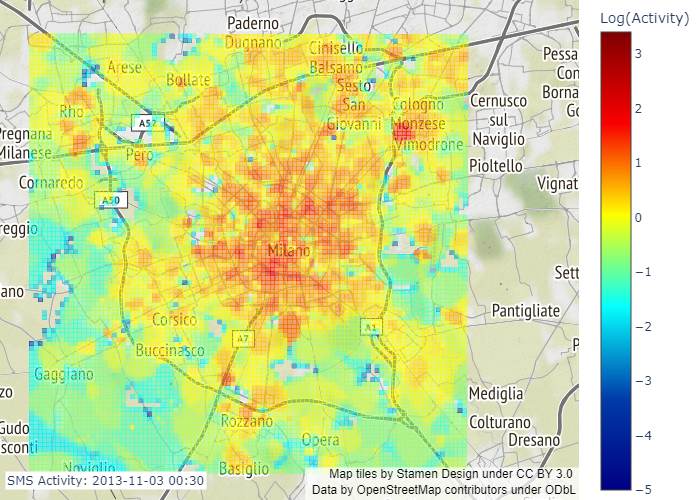 Log(Activity)
3
2
1
0
−1
−2
−3
−4
−5
Paderno
Dugnano
Cinisello
Balsamo
Sesto
San
Giovanni
Cologno
Monzese
Vimodrone
Cernusco
sul
Naviglio
Pioltello
Pessa
Con
Borna
Go
Vignat
Arese
Bollate
Rho
A52
Pero
Pregnana
Milanese
Cornaredo
A50
reggio
ano
Milano
Sett
Pantigliate
P
Corsico
A7
A1
Buccinasco
Gaggiano
zo
Gudo
sconti
Rozzano
Opera
Mediglia
Colturano
Dresano
Noviglio
Basiglio
SMS Activity: 2013-11-03 00:30
Map tiles by Stamen Design under CC BY 3.0
Data by OpenStreetMap contributors under ODbL